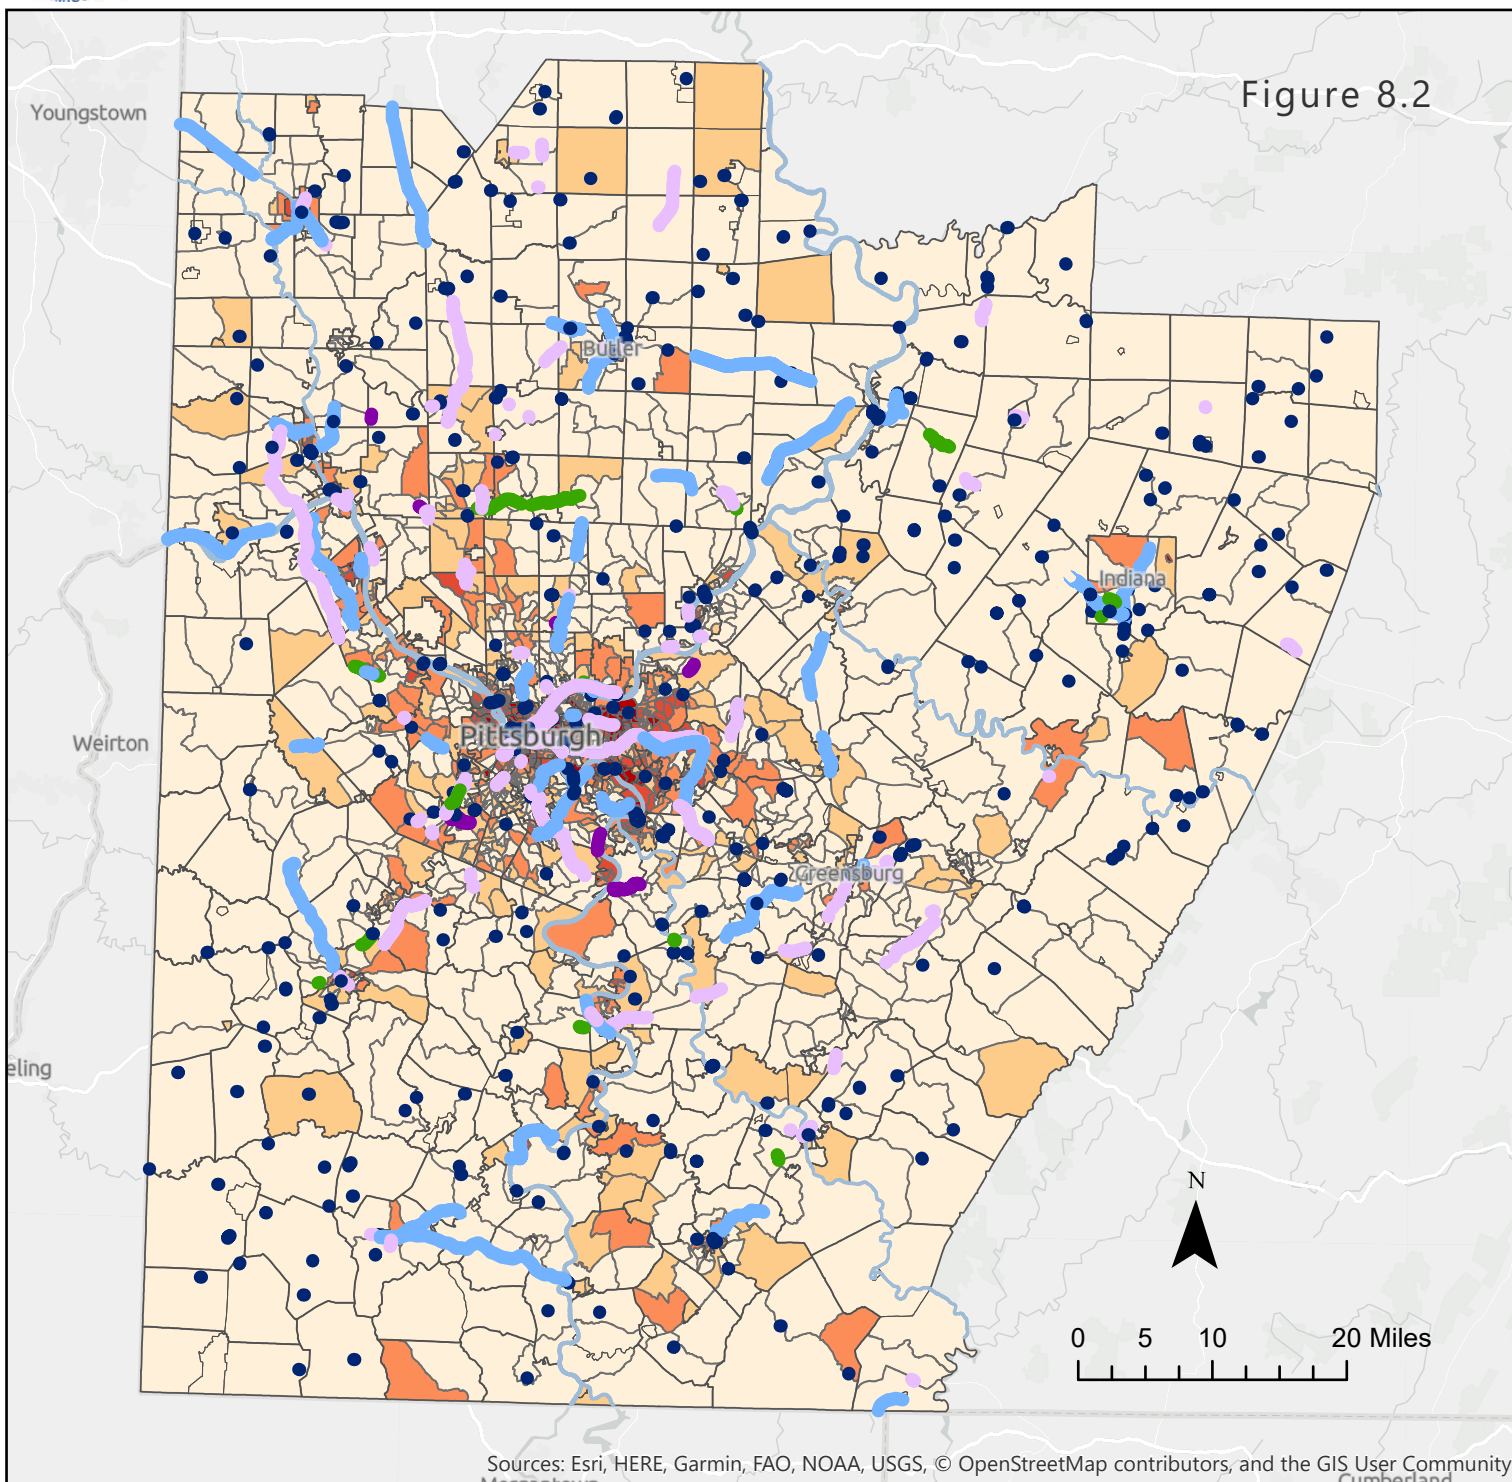 Figure 8.2
Youngstown
Butler
Indiana
Weirton
Pittsburgh
Greensburg
eling
N
0 5 10 20 Miles
Sources: Esri, HERE, Garmin, FAO, NOAA, USGS, © OpenStreetMap contributors, and the GIS User Community
Cumberland